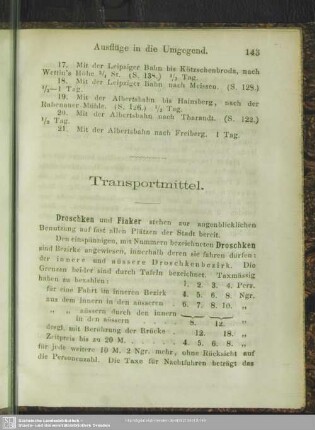 Ausflüge in die Umgegend. 143
17. Mit der Leipziger Bahn bis Kötzschenbroda, nach
Wettin's Höhe ³/₄ St. (S. 138.) ¹/₂ Tag.
18. Mit der Leipziger Bahn nach Meissen. (S. 128.)
¹/₂—1 Tag.
19. Mit der Albertsbahn bis Hainsberg, nach der
Rabenauer Mühle. (S. 126.) ¹/₂ Tag.
20. Mit der Albertsbahn nach Tharandt. (S. 122.)
¹/₂ Tag.
21. Mit der Albertsbahn nach Freiberg. 1 Tag.
Transportmittel.
Droschken und Fiaker stehen zur augenblicklichen
Benutzung auf fast allen Plätzen der Stadt bereit.
Den einspännigen, mit Nummern bezeichneten Droschken
sind Bezirke angewiesen, innerhalb deren sie fahren dürfen:
der innere und äussere Droschkenbezirk. Die
Grenzen beider sind durch Tafeln bezeichnet. Taxmässig
haben zu bezahlen: 1. 2. 3. 4. Pers.
für eine Fahrt im inneren Bezirk . 4. 5. 6. 8. Ngr.
aus dem innern in den äussern . 6. 7. 8. 10. „
„ „ äussern durch den innern
in den äussern . . 8. 12. „
desgl. mit Berührung der Brücke . 12. 18. „
Zeitpreis bis zu 20 M. . . 4. 5. 6. 8. „
für jede weitere 10 M. 2 Ngr. mehr, ohne Rücksicht auf
die Personenzahl. Die Taxe für Nachtfuhren beträgt das